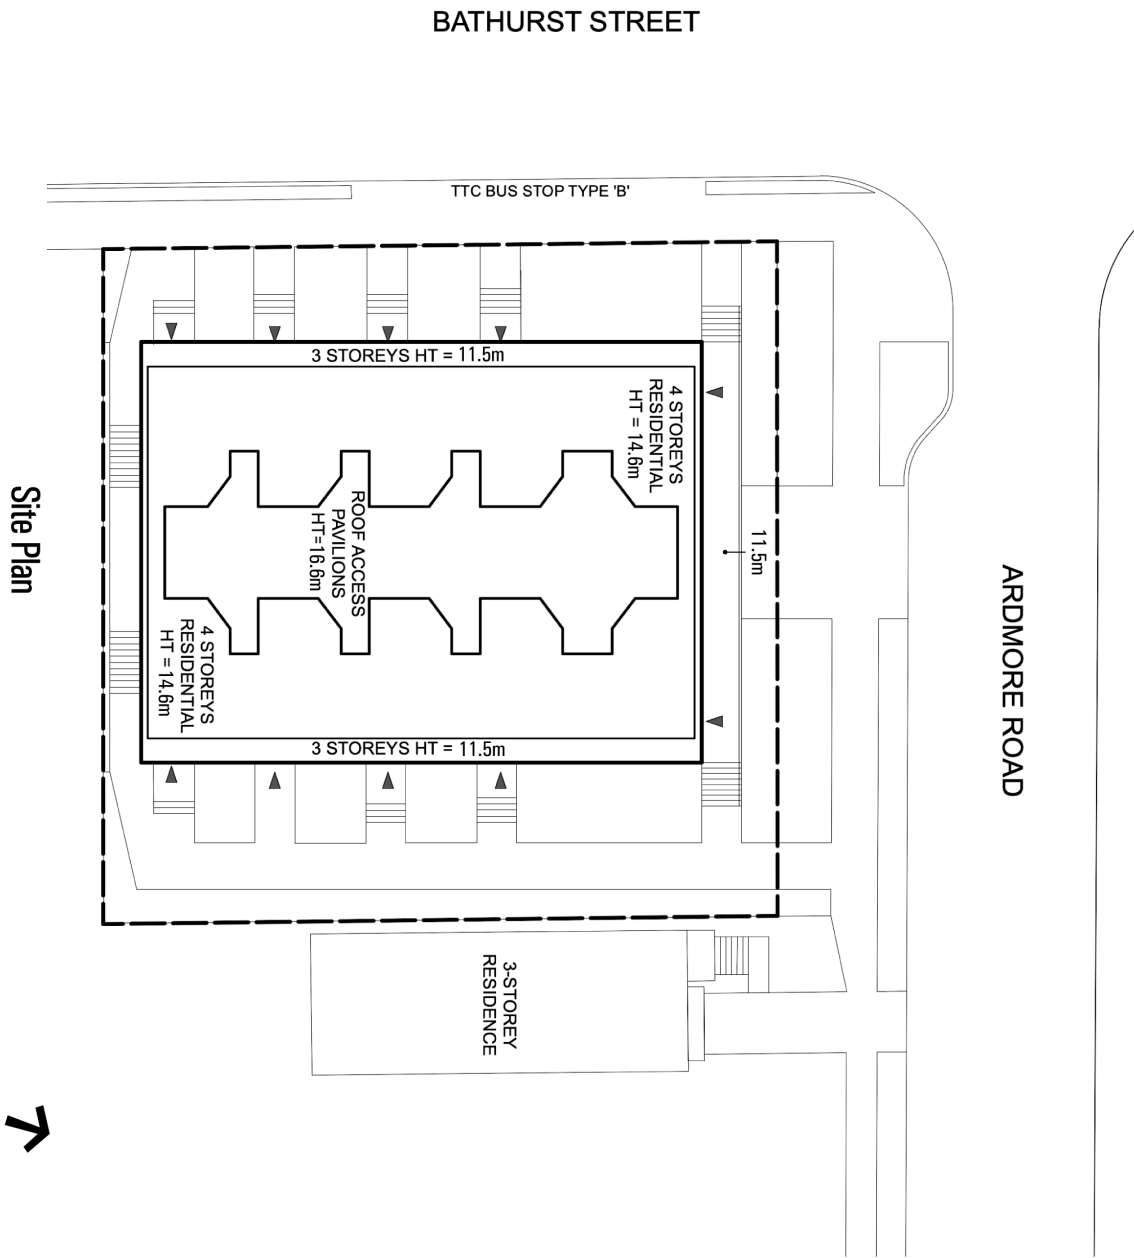 BATHURST STREET
TTC BUS STOP TYPE 'B'
3 STOREYS HT = 11.5m
4 STOREYS
RESIDENTIAL
HT = 14.6m
ROOF ACCESS
PAVILIONS
HT=16.6m
11.5m
4 STOREYS
RESIDENTIAL
HT = 14.6m
3 STOREYS HT = 11.5m
3-STOREY
RESIDENCE
ARDMORE ROAD
Site Plan